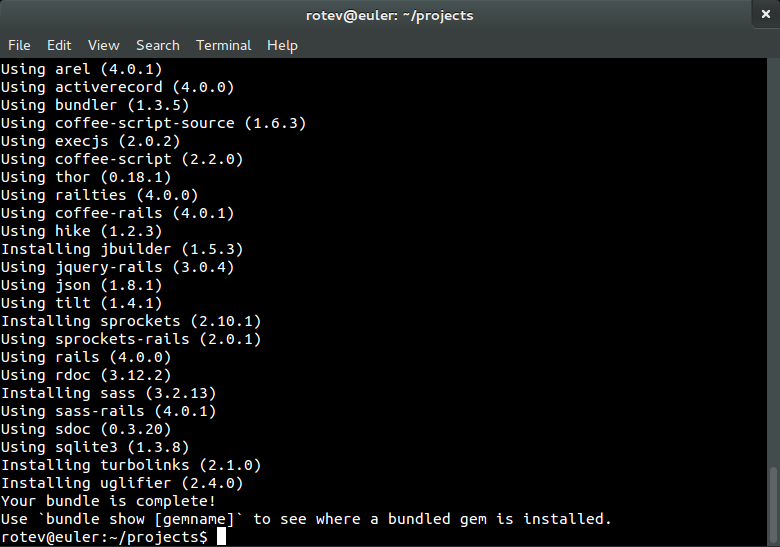 rotev@euler: ~/projects
File Edit View Search Terminal Help
Using arel (4.0.1)
Using activerecord (4.0.0)
Using bundler (1.3.5)
Using coffee-script-source (1.6.3)
Using execjs (2.0.2)
Using coffee-script (2.2.0)
Using thor (0.18.1)
Using railties (4.0.0)
Using coffee-rails (4.0.1)
Using hike (1.2.3)
Installing jbuilder (1.5.3)
Using jquery-rails (3.0.4)
Using json (1.8.1)
Using tilt (1.4.1)
Installing sprockets (2.10.1)
Using sprockets-rails (2.0.1)
Using rails (4.0.0)
Using rdoc (3.12.2)
Installing sass (3.2.13)
Using sass-rails (4.0.1)
Using sdoc (0.3.20)
Using sqlite3 (1.3.8)
Installing turbolinks (2.1.0)
Installing uglifier (2.4.0)
Your bundle is complete!
Use `bundle show [gemname]` to see where a bundled gem is installed.
rotev@euler:~/projects$